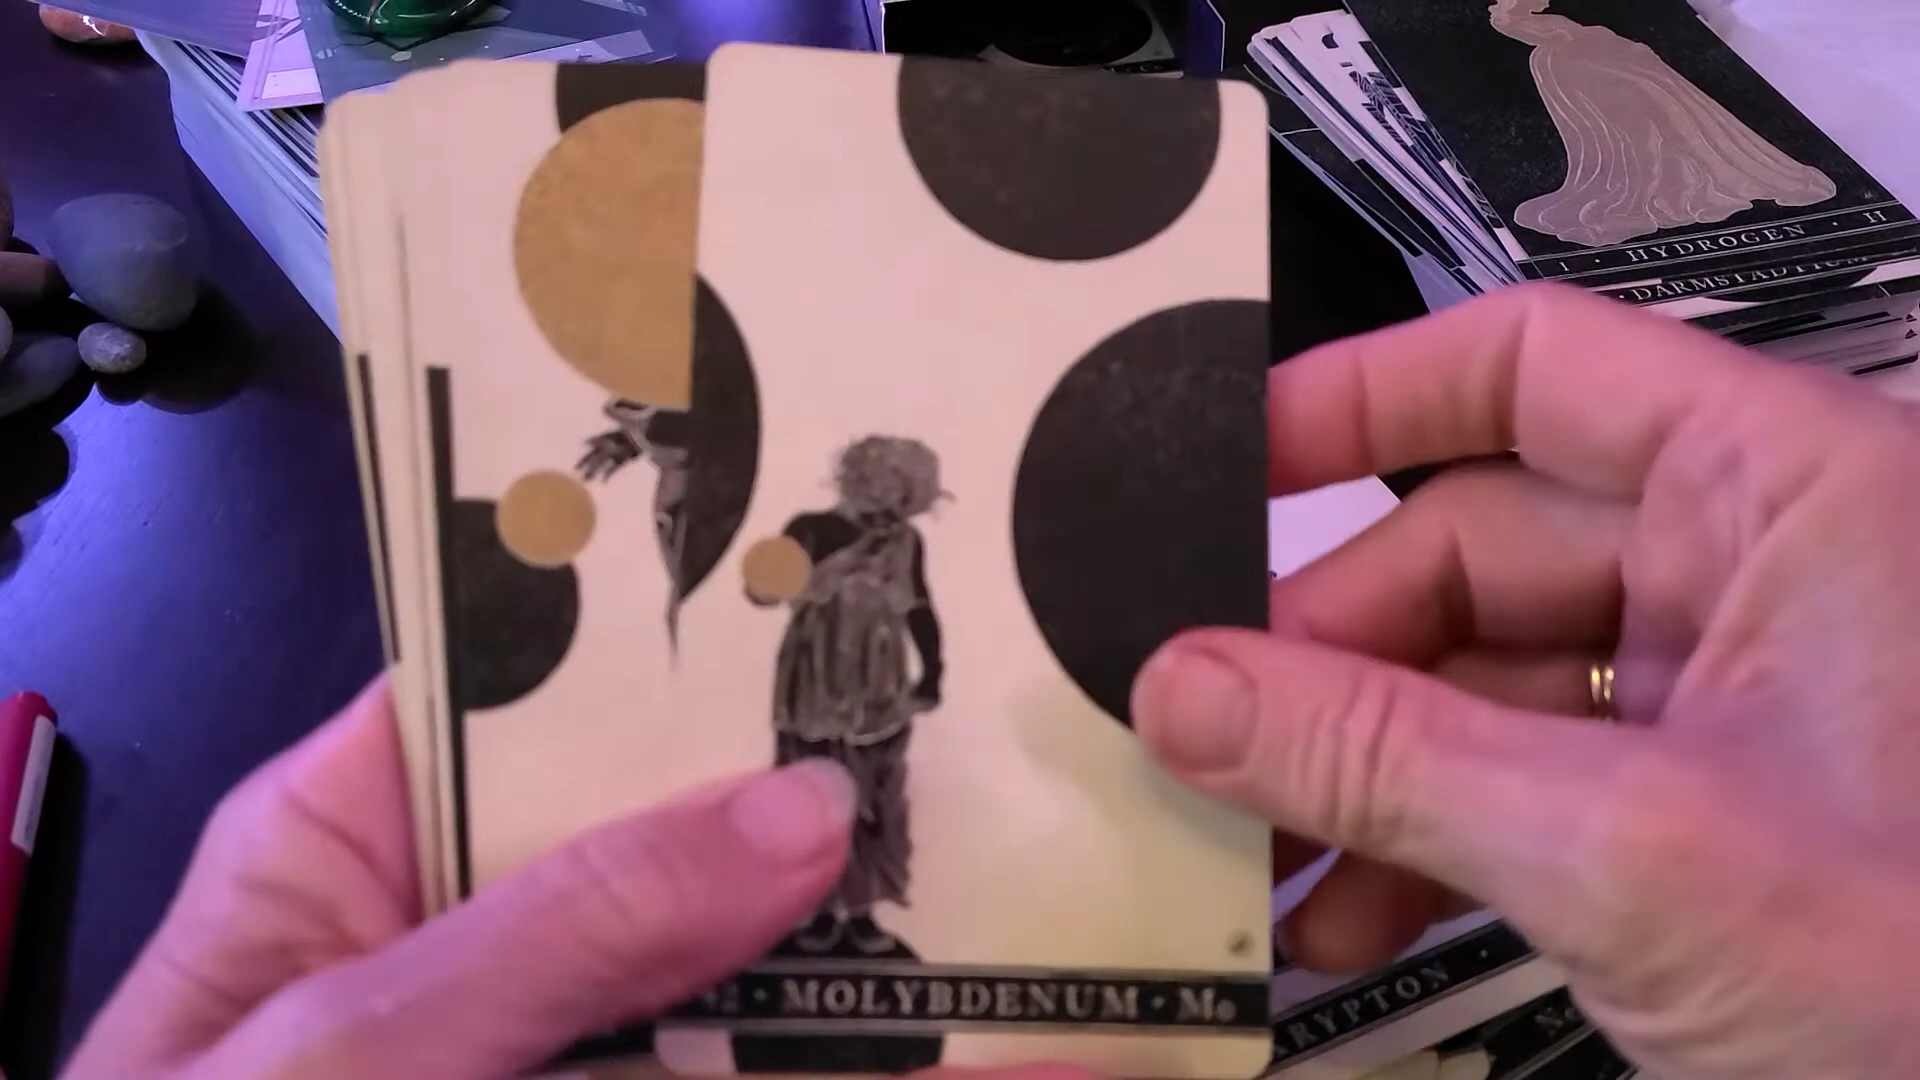 I · HYDROGEN · H
· DARMSTADTIUM
· MOLYBDENUM · Mo
KRYPTON ·